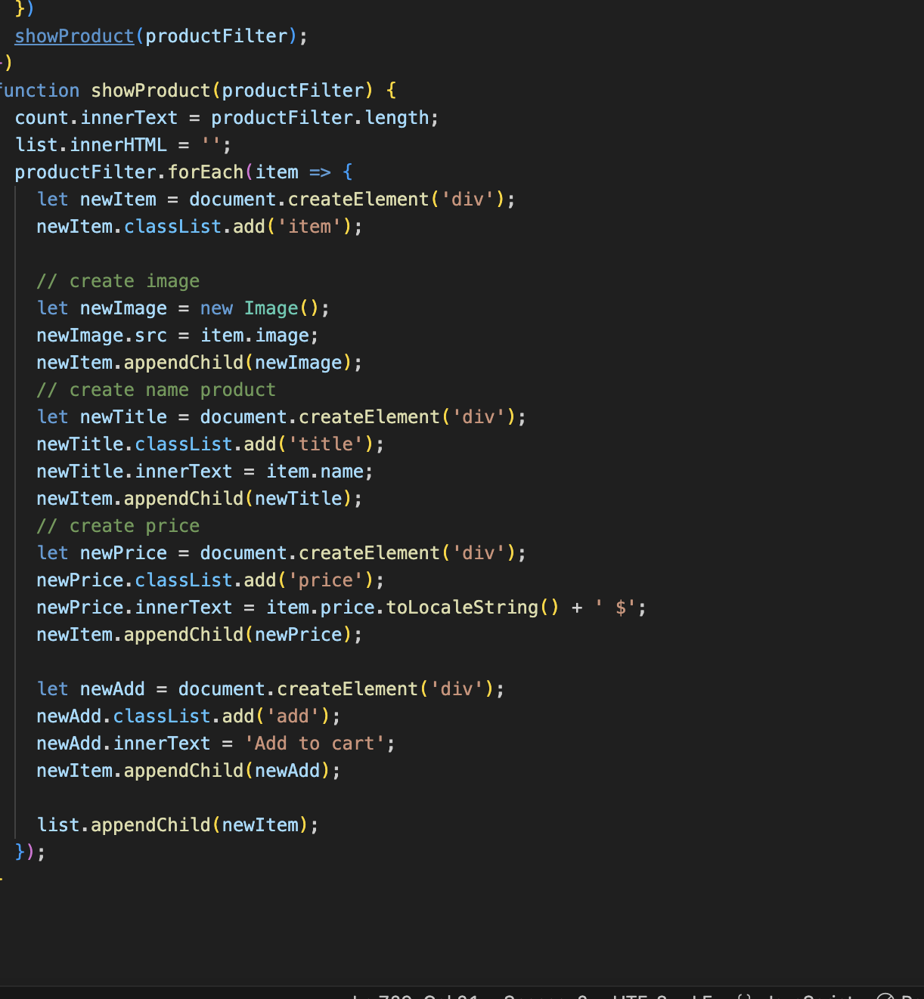 })
showProduct(productFilter);
)
function showProduct(productFilter) {
count.innerText = productFilter.length;
list.innerHTML = '';
productFilter.forEach(item => {
let newItem = document.createElement('div');
newItem.classList.add('item');
// create image
let newImage = new Image();
newImage.src = item.image;
newItem.appendChild(newImage);
// create name product
let newTitle = document.createElement('div');
newTitle.classList.add('title');
newTitle.innerText = item.name;
newItem.appendChild(newTitle);
// create price
let newPrice = document.createElement('div');
newPrice.classList.add('price');
newPrice.innerText = item.price.toLocaleString() + ' $';
newItem.appendChild(newPrice);
let newAdd = document.createElement('div');
newAdd.classList.add('add');
newAdd.innerText = 'Add to cart';
newItem.appendChild(newAdd);
list.appendChild(newItem);
});